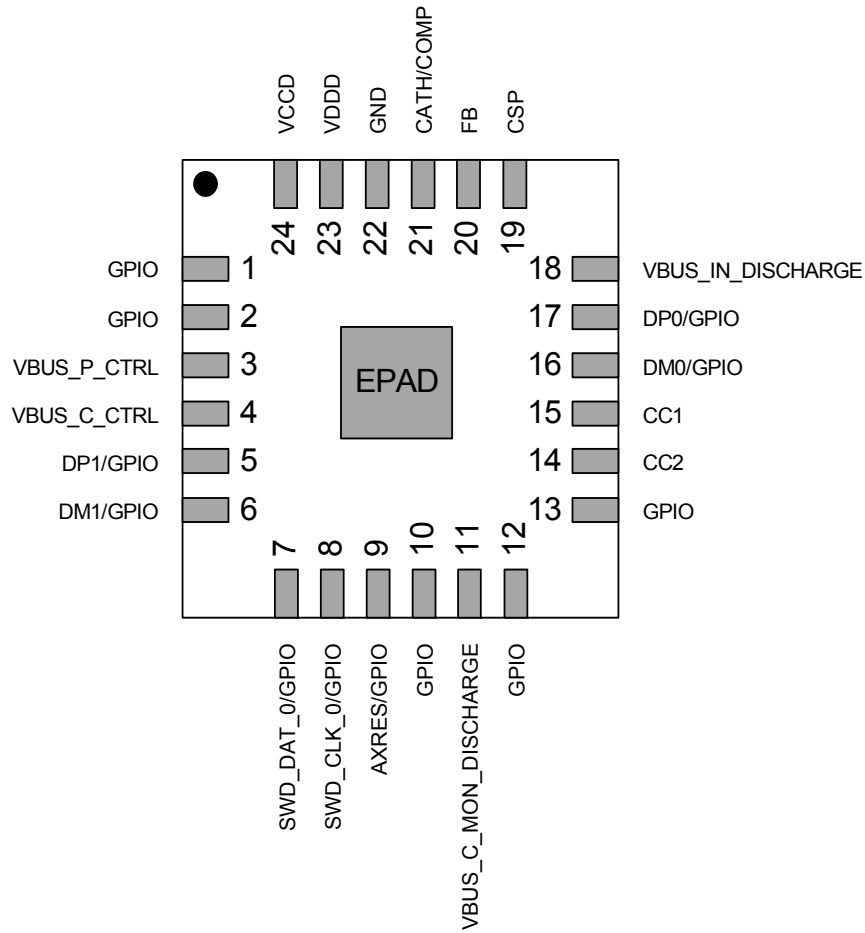 VCCD
VDDD
GND
CATH/COMP
FB
CSP
24
23
22
21
20
19
GPIO 1
GPIO 2
VBUS_P_CTRL 3
VBUS_C_CTRL 4
DP1/GPIO 5
DM1/GPIO 6
EPAD
18 VBUS_IN_DISCHARGE
17 DP0/GPIO
16 DM0/GPIO
15 CC1
14 CC2
13 GPIO
7
8
9
10
11
12
SWD_DAT_0/GPIO
SWD_CLK_0/GPIO
AXRES/GPIO
GPIO
VBUS_C_MON_DISCHARGE
GPIO